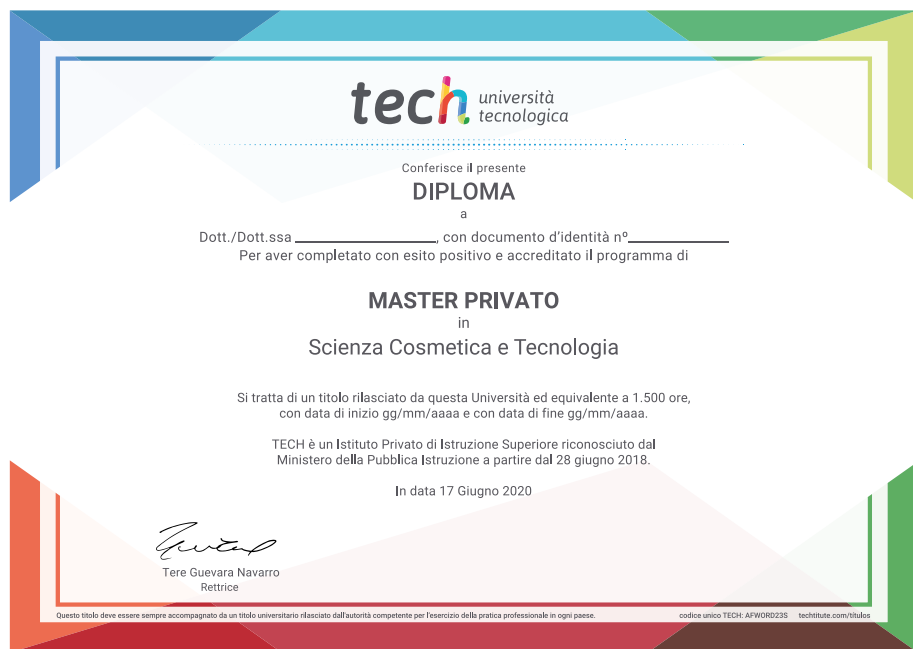 tech università
tecnologica
Conferisce il presente
DIPLOMA
a
Dott./Dott.ssa ____________, con documento d'identità nº____________
Per aver completato con esito positivo e accreditato il programma di
MASTER PRIVATO
in
Scienza Cosmetica e Tecnologia
Si tratta di un titolo rilasciato da questa Università ed equivalente a 1.500 ore,
con data di inizio gg/mm/aaaa e con data di fine gg/mm/aaaa.
TECH è un Istituto Privato di Istruzione Superiore riconosciuto dal
Ministero della Pubblica Istruzione a partire dal 28 giugno 2018.
In data 17 Giugno 2020
Tere Guevara Navarro
Rettrice
Questo titolo deve essere sempre accompagnato da un titolo universitario rilasciato dall'autorità competente per l'esercizio della pratica professionale in ogni paese. codice unico TECH: AFWORD23S techtitute.com/titulos